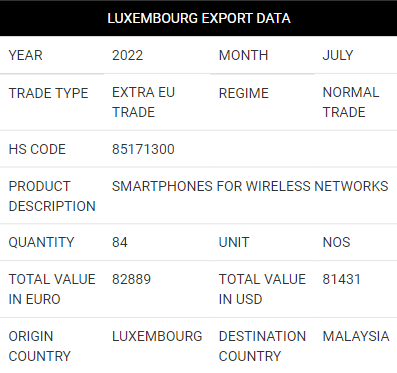 LUXEMBOURG EXPORT DATA
YEAR 2022 MONTH JULY
TRADE TYPE EXTRA EU TRADE REGIME NORMAL TRADE
HS CODE 85171300
PRODUCT DESCRIPTION SMARTPHONES FOR WIRELESS NETWORKS
QUANTITY 84 UNIT NOS
TOTAL VALUE IN EURO 82889 TOTAL VALUE IN USD 81431
ORIGIN COUNTRY LUXEMBOURG DESTINATION COUNTRY MALAYSIA